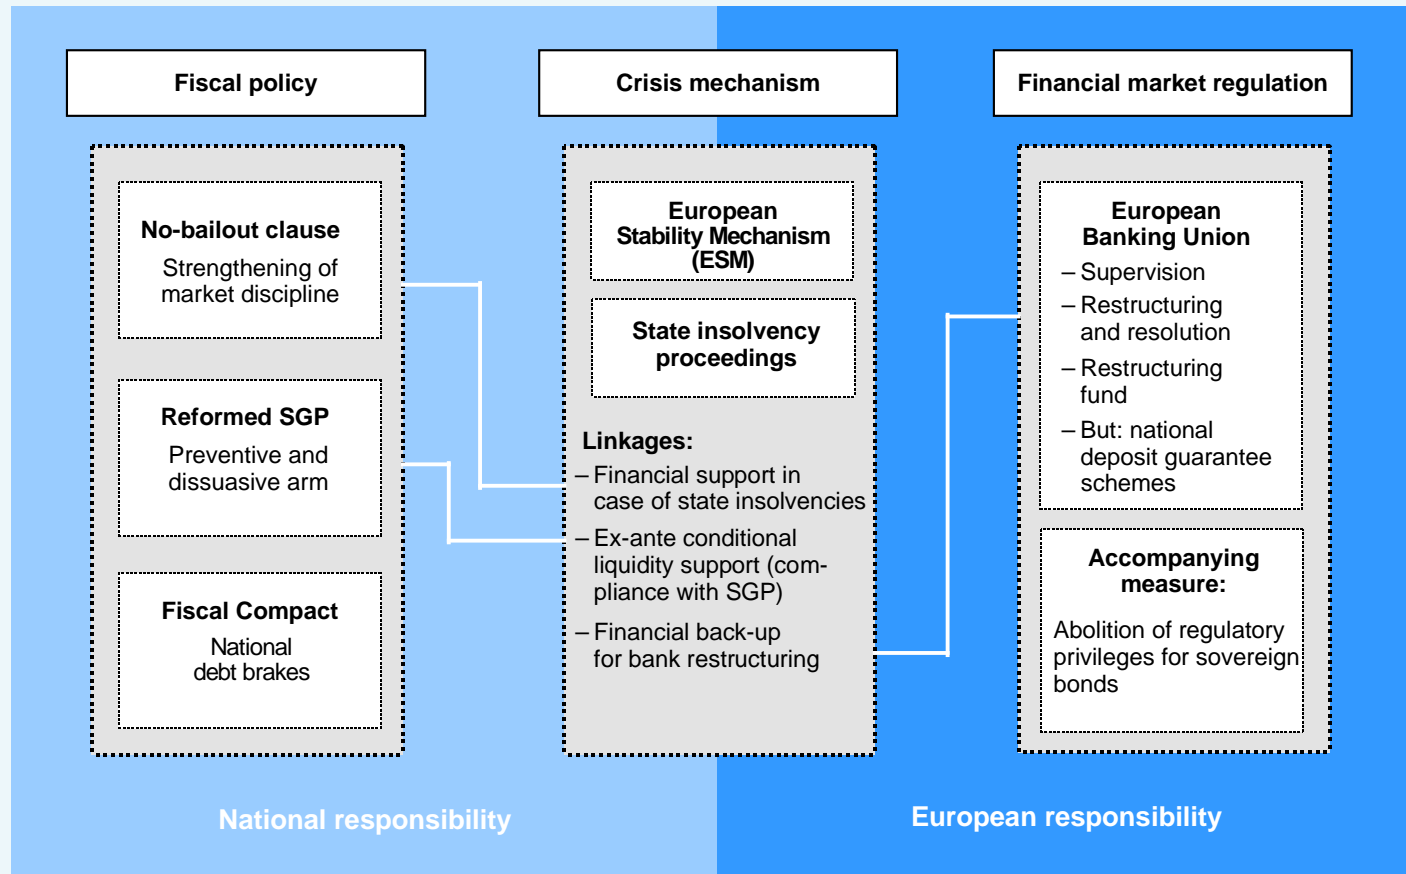 Fiscal policy
Crisis mechanism
Financial market regulation
No-bailout clause
Strengthening of
market discipline
Reformed SGP
Preventive and
dissuasive arm
Fiscal Compact
National
debt brakes
European
Stability Mechanism
(ESM)
State insolvency
proceedings
Linkages:
– Financial support in
case of state insolvencies
– Ex-ante conditional
liquidity support (com-
pliance with SGP)
– Financial back-up
for bank restructuring
European
Banking Union
– Supervision
– Restructuring
and resolution
– Restructuring
fund
– But: national
deposit guarantee
schemes
Accompanying
measure:
Abolition of regulatory
privileges for sovereign
bonds
National responsibility
European responsibility